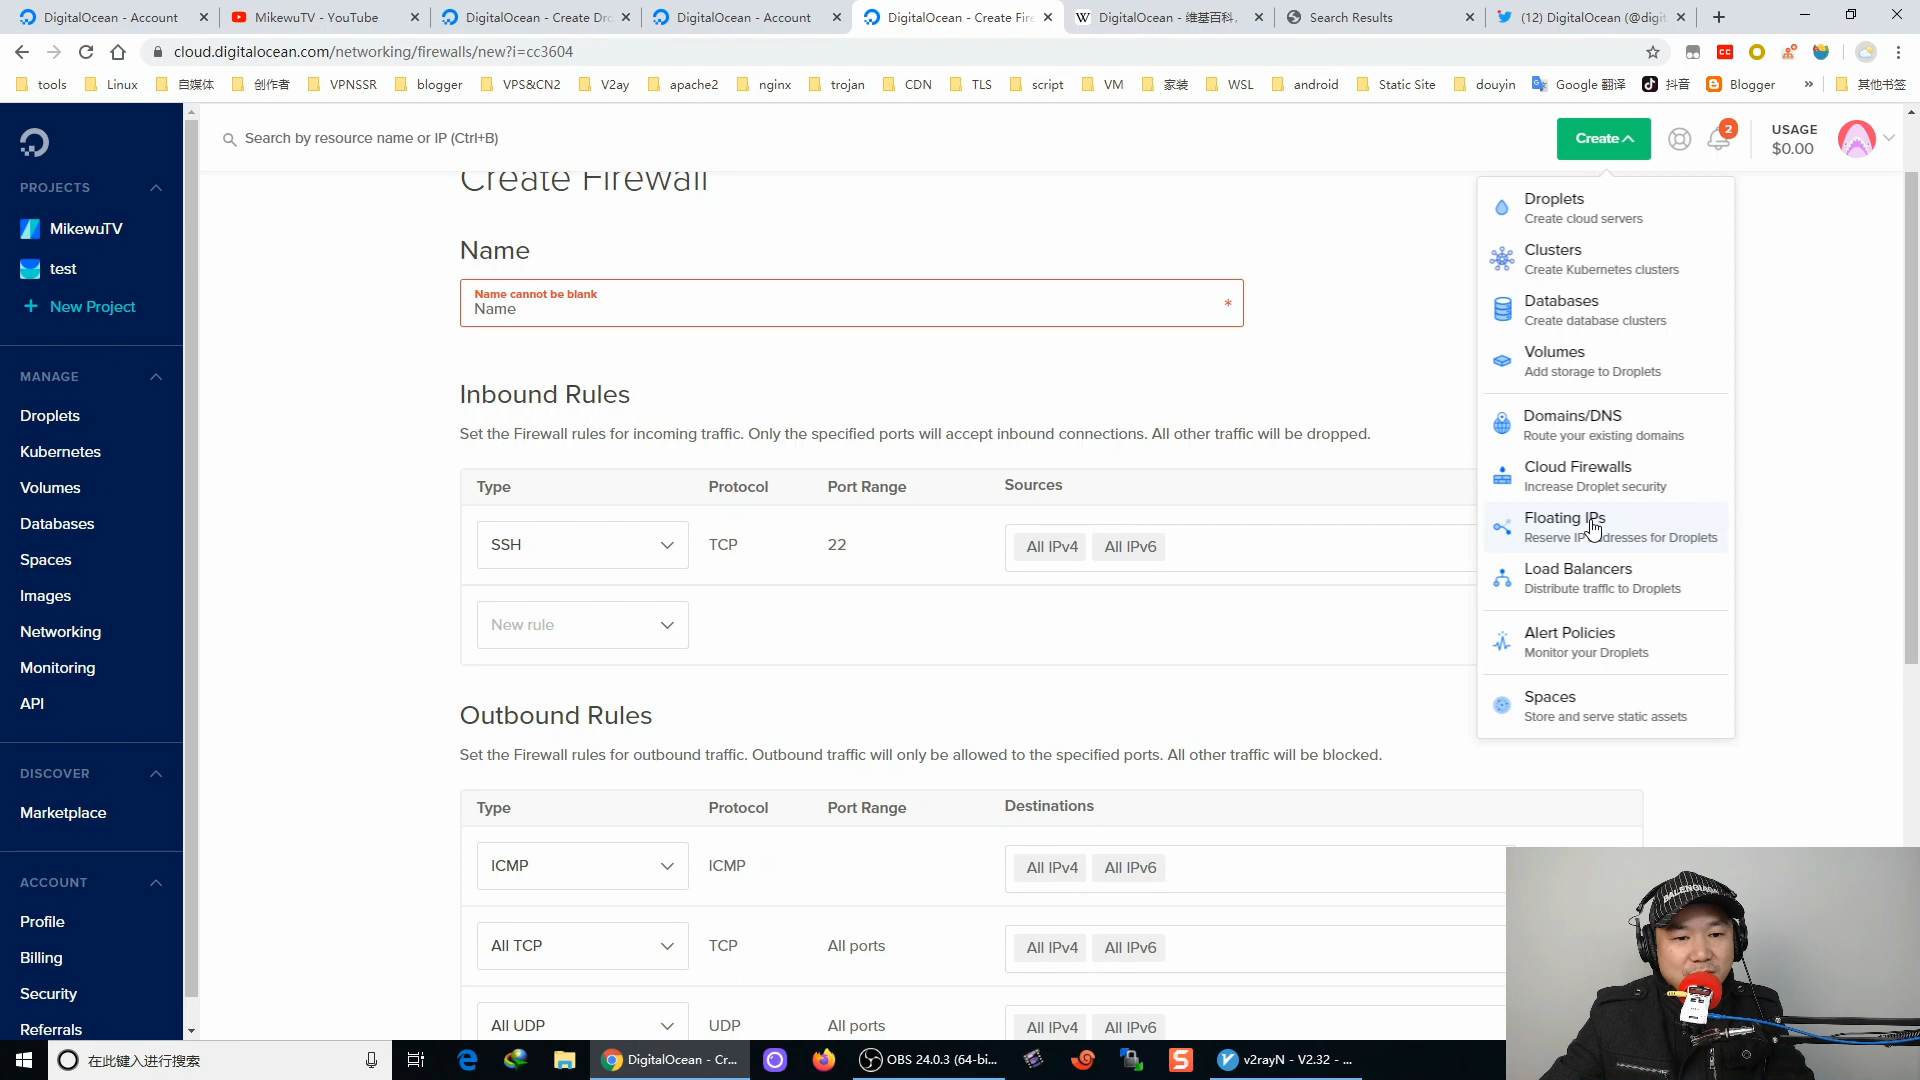 DigitalOcean - Account
MikewuTV - YouTube
DigitalOcean - Create Dro
DigitalOcean - Account
DigitalOcean - Create Fire
DigitalOcean - 维基百科,
Search Results
(12) DigitalOcean (@digit
cloud.digitalocean.com/networking/firewalls/new?i=cc3604
tools
Linux
自媒体
创作者
VPNSSR
blogger
VPS&CN2
V2ay
apache2
nginx
trojan
CDN
TLS
script
VM
家装
WSL
android
Static Site
douyin
Google 翻译
抖音
Blogger
»
其他书签
Search by resource name or IP (Ctrl+B)
Create
2
USAGE
$0.00
PROJECTS
MikewuTV
test
+ New Project
MANAGE
Droplets
Kubernetes
Volumes
Databases
Spaces
Images
Networking
Monitoring
API
DISCOVER
Marketplace
ACCOUNT
Profile
Billing
Security
Referrals
Create Firewall
Name
Name cannot be blank
Name *
Inbound Rules
Set the Firewall rules for incoming traffic. Only the specified ports will accept inbound connections. All other traffic will be dropped.
Type Protocol Port Range Sources
SSH TCP 22 All IPv4 All IPv6
New rule
Outbound Rules
Set the Firewall rules for outbound traffic. Outbound traffic will only be allowed to the specified ports. All other traffic will be blocked.
Type Protocol Port Range Destinations
ICMP ICMP All IPv4 All IPv6
All TCP TCP All ports All IPv4 All IPv6
All UDP UDP All ports All IPv4 All IPv6
Droplets
Create cloud servers
Clusters
Create Kubernetes clusters
Databases
Create database clusters
Volumes
Add storage to Droplets
Domains/DNS
Route your existing domains
Cloud Firewalls
Increase Droplet security
Floating IPs
Reserve IP addresses for Droplets
Load Balancers
Distribute traffic to Droplets
Alert Policies
Monitor your Droplets
Spaces
Store and serve static assets
BALENCIAGA
在此键入进行搜索
DigitalOcean - Cr...
OBS 24.0.3 (64-bi...
v2rayN - V2.32 - ...